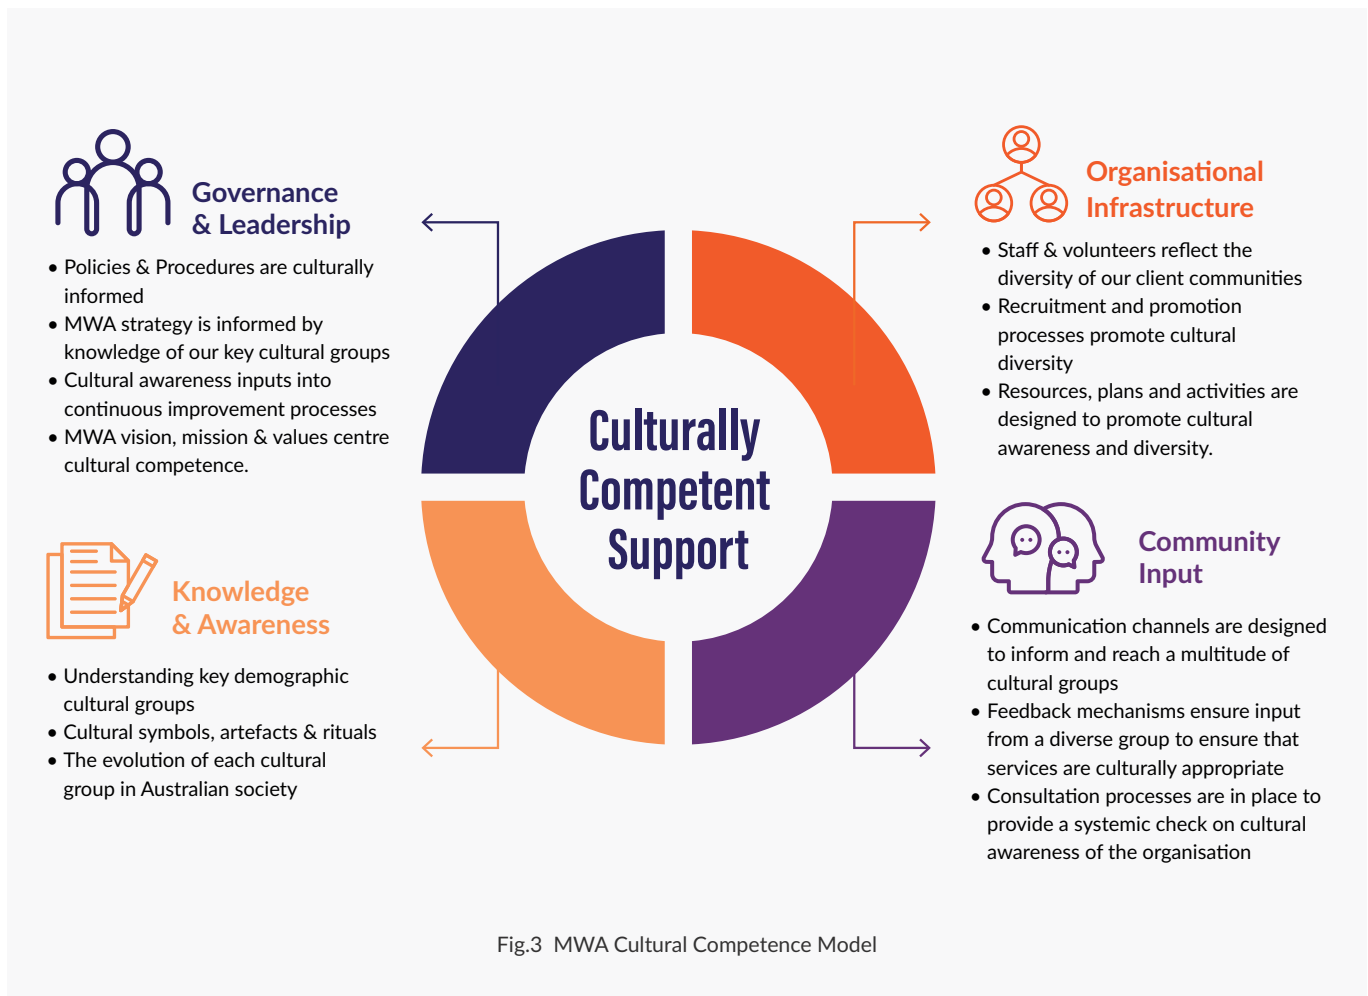 Governance
& Leadership
• Policies & Procedures are culturally
informed
• MWA strategy is informed by
knowledge of our key cultural groups
• Cultural awareness inputs into
continuous improvement processes
• MWA vision, mission & values centre
cultural competence.
Organisational
Infrastructure
• Staff & volunteers reflect the
diversity of our client communities
• Recruitment and promotion
processes promote cultural
diversity
• Resources, plans and activities are
designed to promote cultural
awareness and diversity.
Culturally
Competent
Support
Knowledge
& Awareness
• Understanding key demographic
cultural groups
• Cultural symbols, artefacts & rituals
• The evolution of each cultural
group in Australian society
Community
Input
• Communication channels are designed
to inform and reach a multitude of
cultural groups
• Feedback mechanisms ensure input
from a diverse group to ensure that
services are culturally appropriate
• Consultation processes are in place to
provide a systemic check on cultural
awareness of the organisation
Fig.3 MWA Cultural Competence Model